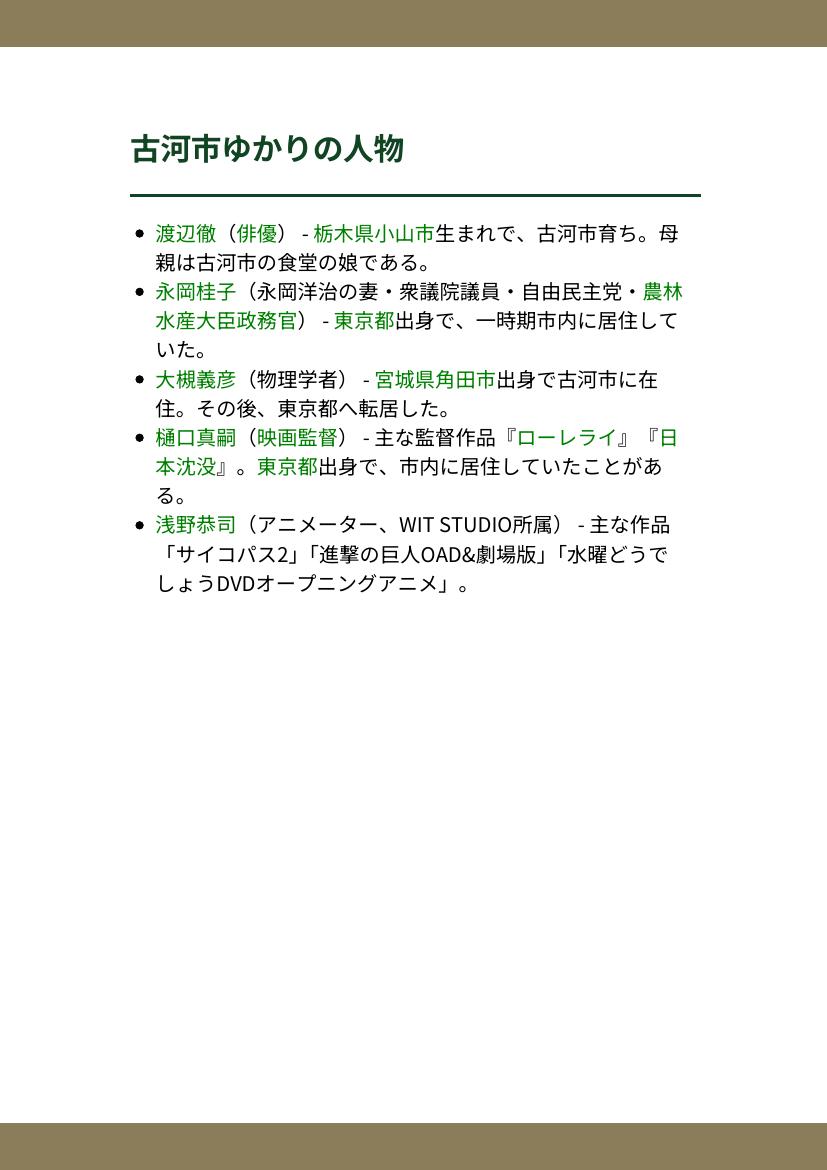 古河市ゆかりの人物
渡辺徹（俳優） - 栃木県小山市生まれで、古河市育ち。母
親は古河市の食堂の娘である。
永岡桂子（永岡洋治の妻・衆議院議員・自由民主党・農林
水産大臣政務官） - 東京都出身で、一時期市内に居住して
いた。
大槻義彦（物理学者） - 宮城県角田市出身で古河市に在
住。その後、東京都へ転居した。
樋口真嗣（映画監督） - 主な監督作品『ローレライ』『日
本沈没』。東京都出身で、市内に居住していたことがあ
る。
浅野恭司（アニメーター、WIT STUDIO所属） - 主な作品
「サイコパス2」「進撃の巨人OAD&劇場版」「水曜どうで
しょうDVDオープニングアニメ」。